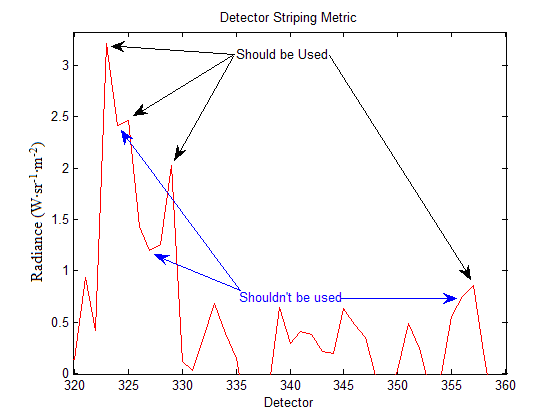 Detector Striping Metric
Should be Used
Shouldn't be used
Radiance (W·sr⁻¹·m⁻²)
3
2.5
2
1.5
1
0.5
0
320 325 330 335 340 345 350 355 360
Detector